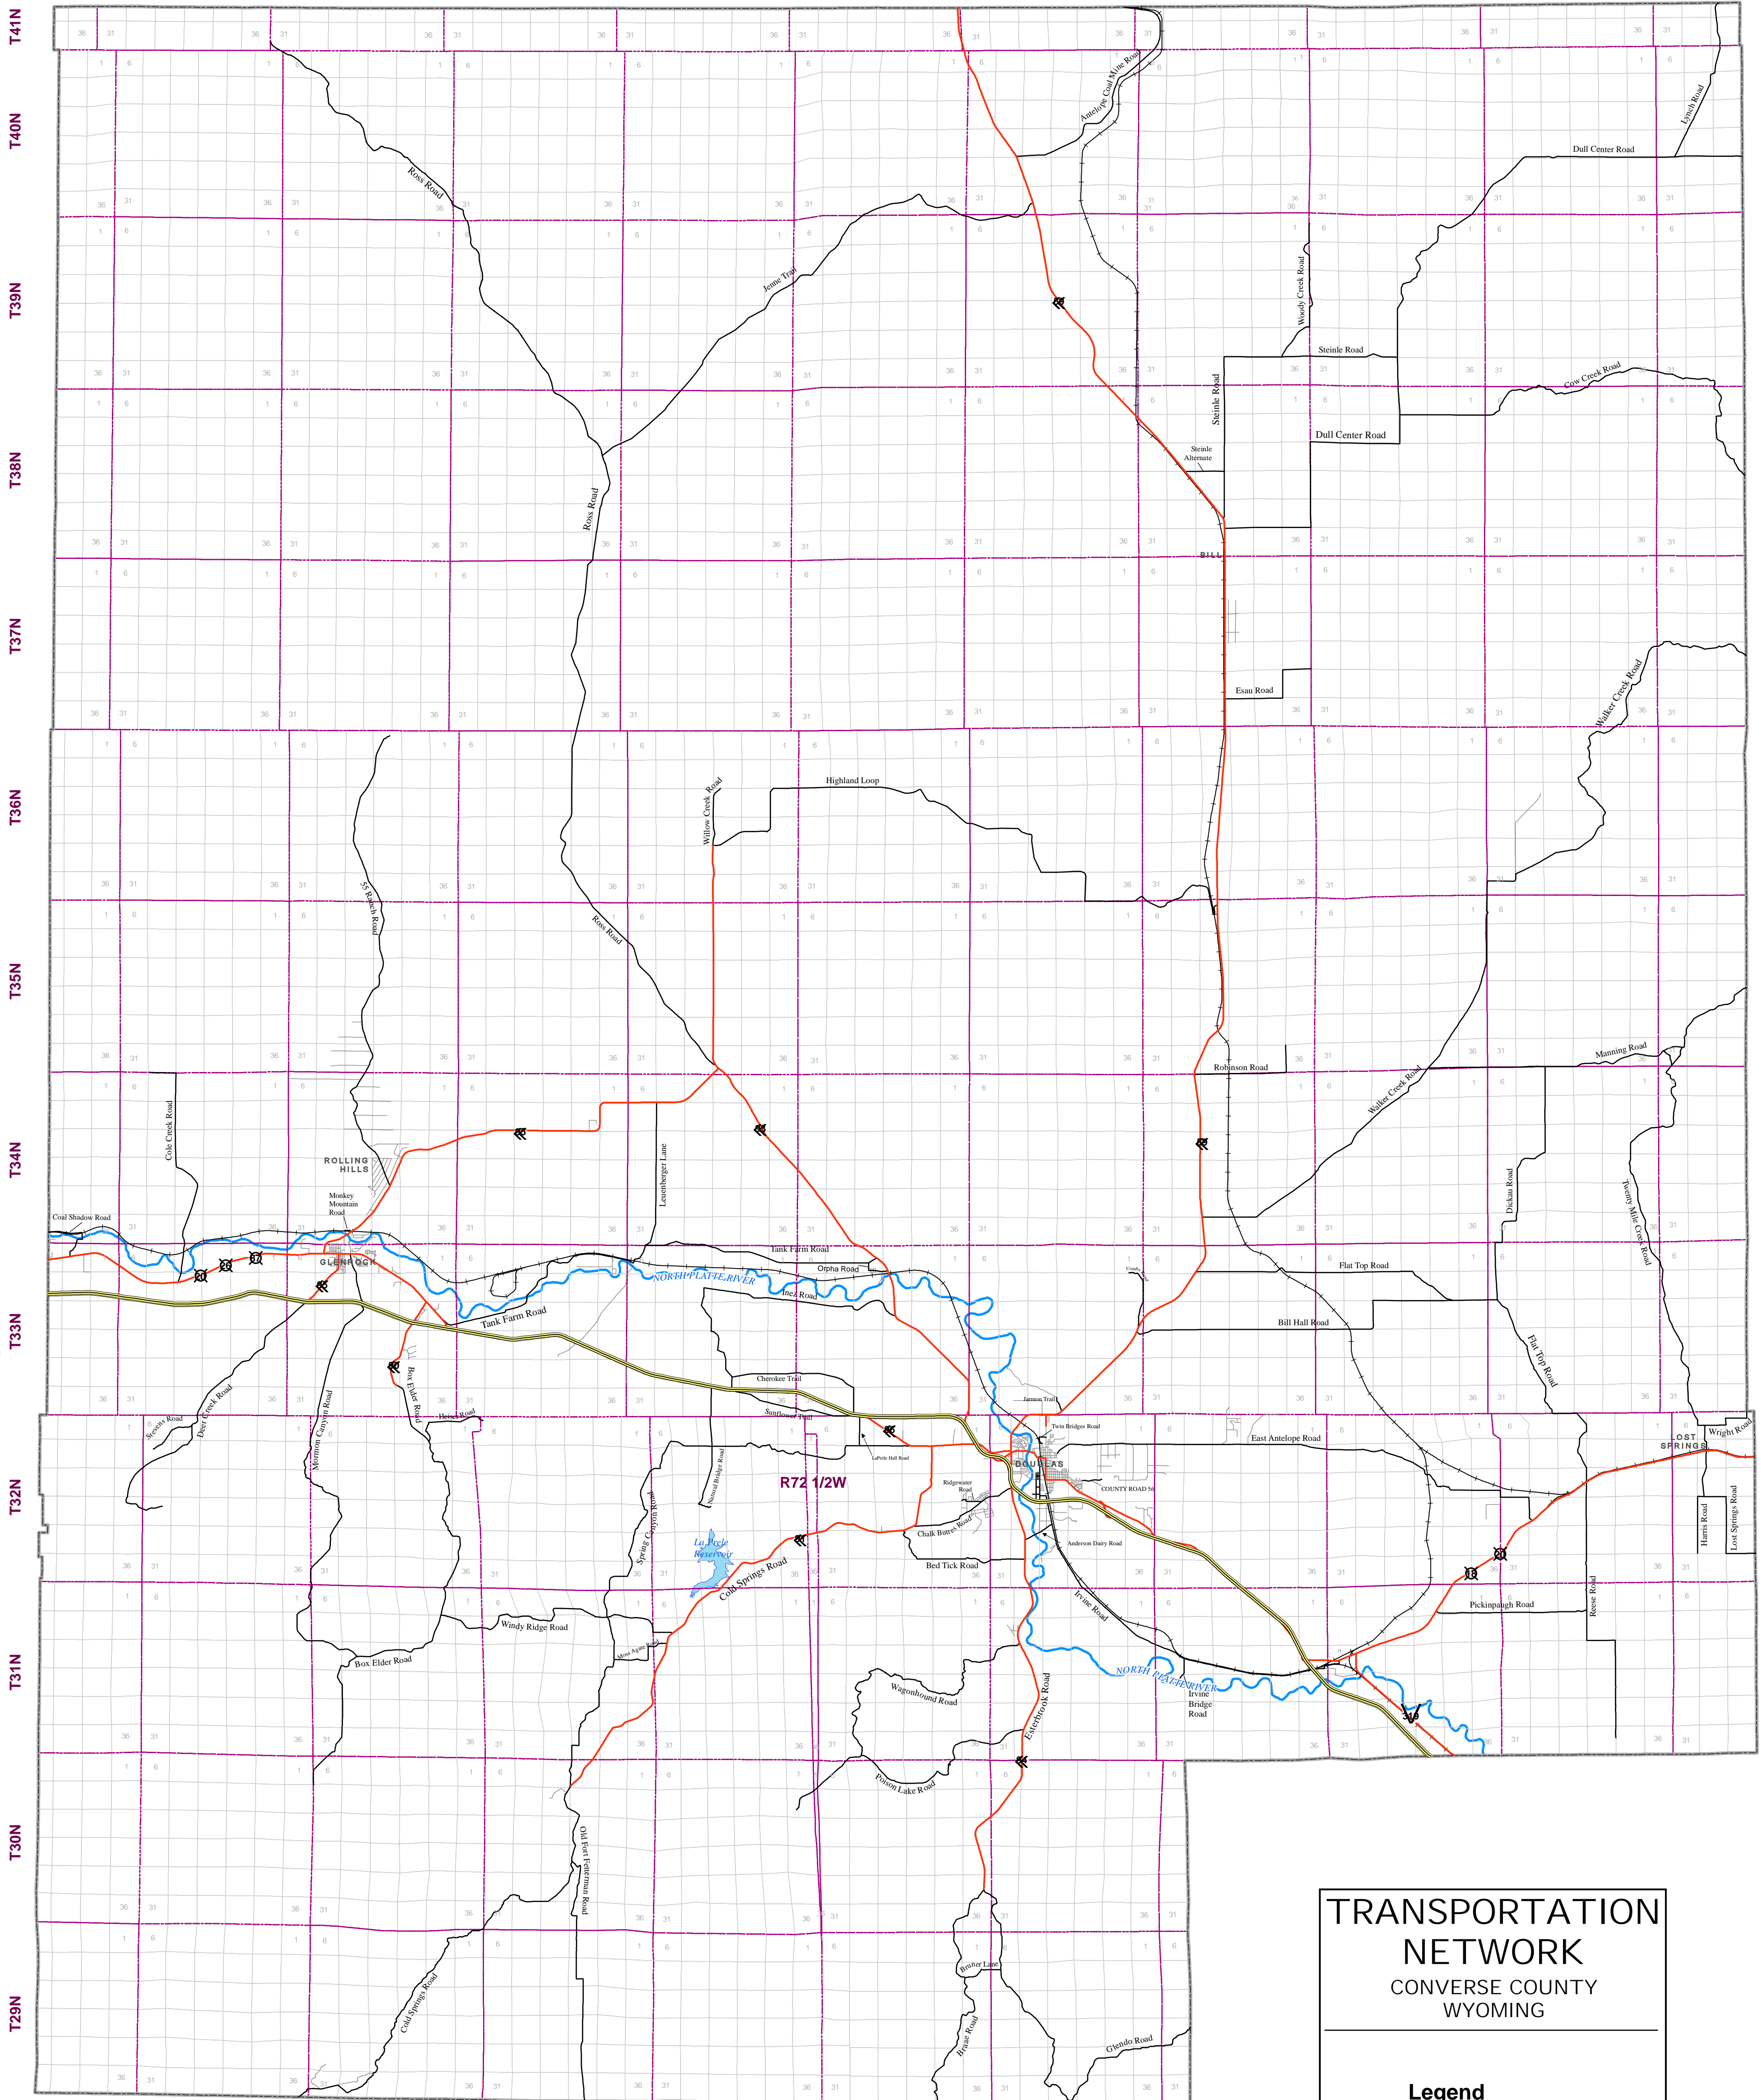 T41N
T40N
T39N
T38N
T37N
T36N
T35N
T34N
T33N
T32N
T31N
T30N
T29N
Antelope Coal Mine Road
Lynch Road
Dull Center Road
Ross Road
Jenne Trail
Woody Creek Road
Steinle Road
Steinle Road
Cow Creek Road
Dull Center Road
Steinle
Alternate
Ross Road
BILL
Esau Road
Walker Creek Road
Highland Loop
Willow Creek Road
55 Ranch Road
Ross Road
Robinson Road
Manning Road
Walker Creek Road
Cole Creek Road
ROLLING
HILLS
Leuenberger Lane
Dickau Road
Twenty Mile Creek Road
Monkey
Mountain
Road
Coal Shadow Road
GLENROCK
Tank Farm Road
Orpha Road
NORTH PLATTE RIVER
Inez Road
Tank Farm Road
Flat Top Road
Bill Hall Road
Flat Top Road
Cherokee Trail
Sunflower Trail
Jarmon Trail
Twin Bridges Road
Box Elder Road
Deer Creek Road
Stevens Road
Mormon Canyon Road
Heisel Road
East Antelope Road
LOST
SPRINGS
Wright Road
LaPrele Hall Road
Natural Bridge Road
R72 1/2W
DOUGLAS
Ridgewater
Road
COUNTY ROAD 56
Chalk Buttes Road
Anderson Dairy Road
Bed Tick Road
Spring Canyon Road
La Prele
Reservoir
Cold Springs Road
Harris Road
Lost Springs Road
Irvine Road
Reese Road
Pickinpaugh Road
Windy Ridge Road
Moss Agate Road
Box Elder Road
Wagonhound Road
Esterbrook Road
NORTH PLATTE RIVER
Irvine
Bridge
Road
319
Poison Lake Road
Old Fort Fetterman Road
Bruner Lane
Cold Springs Road
Braae Road
Glendo Road
TRANSPORTATION
NETWORK
CONVERSE COUNTY
WYOMING
Legend